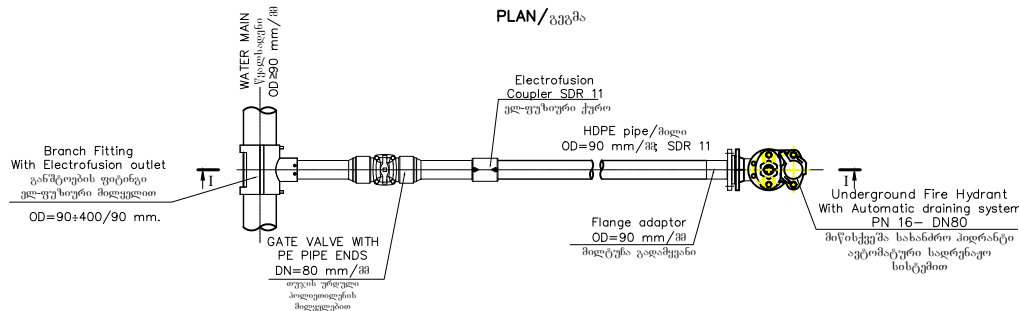 PLAN/გეგმა
WATER MAIN
წყალსადენი
OD≥90 mm/მმ
Electrofusion
Coupler SDR 11
ელ-ფუზიური ქურო
HDPE pipe/მილი
OD=90 mm/მმ; SDR 11
Branch Fitting
With Electrofusion outlet
განშტოების ფიტინგი
ელ-ფუზიური მილყელით
OD=90÷400/90 mm.
I
I
GATE VALVE WITH
PE PIPE ENDS
DN=80 mm/მმ
თუჯის ურდული
პოლიეთილენის
მილყელებით
Flange adaptor
OD=90 mm/მმ
მილტუჩა გადამყვანი
Underground Fire Hydrant
With Automatic draining system
PN 16– DN80
მიწისქვეშა სახანძრო ჰიდრანტი
ავტომატური სადრენაჟო
სისტემით